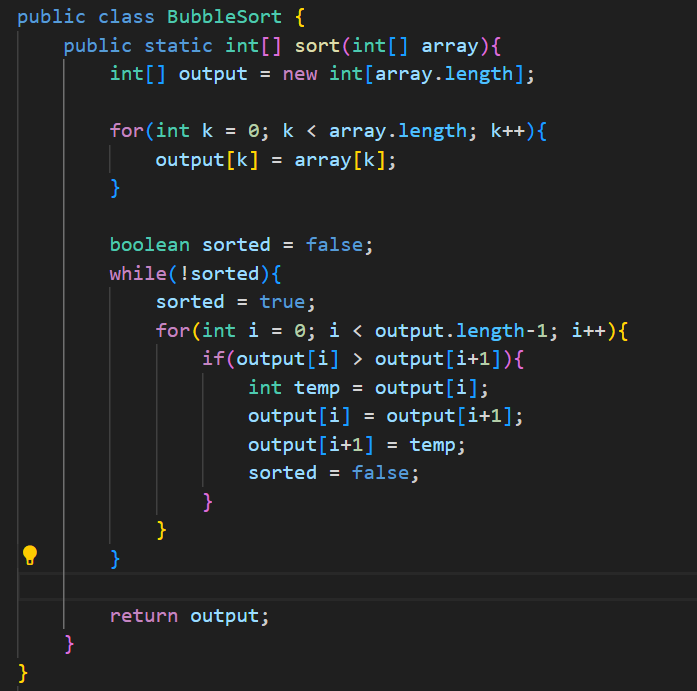 public class BubbleSort {
    public static int[] sort(int[] array){
        int[] output = new int[array.length];

        for(int k = 0; k < array.length; k++){
            output[k] = array[k];
        }

        boolean sorted = false;
        while(!sorted){
            sorted = true;
            for(int i = 0; i < output.length-1; i++){
                if(output[i] > output[i+1]){
                    int temp = output[i];
                    output[i] = output[i+1];
                    output[i+1] = temp;
                    sorted = false;
                }
            }
        }

        return output;
    }
}